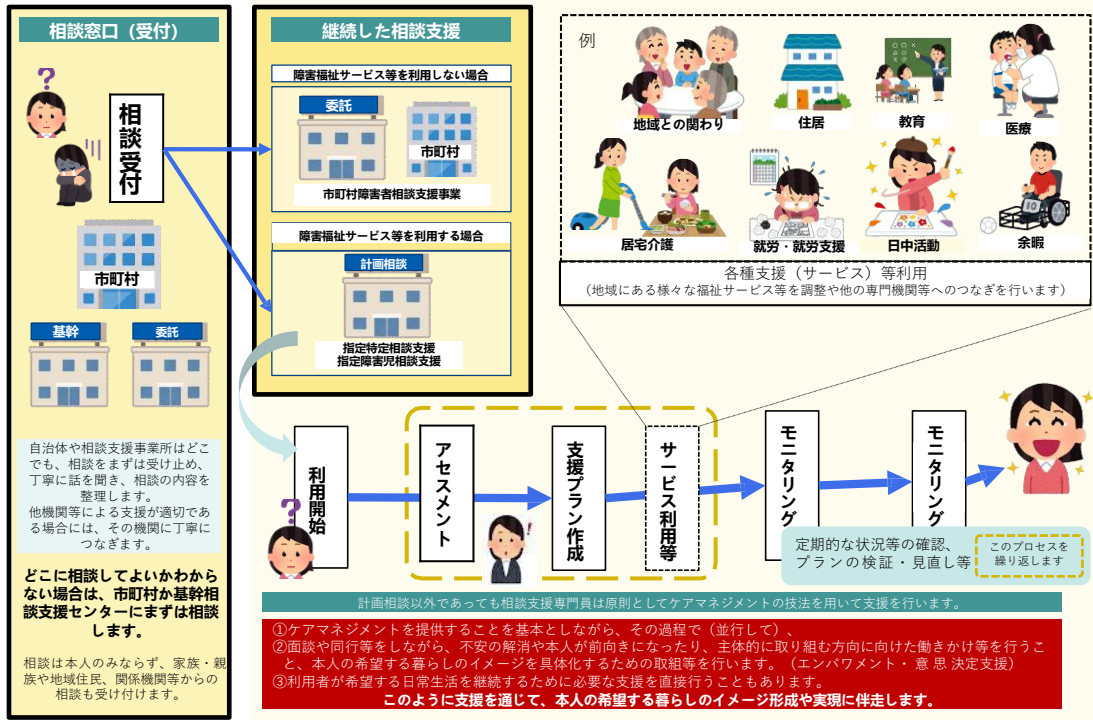 相談窓口（受付）
?
相談受付
市町村
基幹
委託
自治体や相談支援事業所はどこ
でも、相談をまずは受け止め、
丁寧に話を聞き、相談の内容を
整理します。
他機関等による支援が適切であ
る場合には、その機関に丁寧に
つなぎます。
どこに相談してよいかわから
ない場合は、市町村か基幹相
談支援センターにまずは相談
します。
相談は本人のみならず、家族・親
族や地域住民、関係機関等からの
相談も受け付けます。
継続した相談支援
障害福祉サービス等を利用しない場合
委託
市町村
市町村障害者相談支援事業
障害福祉サービス等を利用する場合
計画相談
指定特定相談支援
指定障害児相談支援
例
地域との関わり
住居
教育
医療
居宅介護
就労・就労支援
日中活動
10
余暇
各種支援（サービス）等利用
（地域にある様々な福祉サービス等を調整や他の専門機関等へのつなぎを行います）
利用開始
?
アセスメント
!
支援プラン作成
サービス利用等
モニタリング
モニタリング
定期的な状況等の確認、
プランの検証・見直し等
このプロセスを
繰り返します
計画相談以外であっても相談支援専門員は原則としてケアマネジメントの技法を用いて支援を行います。
①ケアマネジメントを提供することを基本としながら、その過程で（並行して）、
②面談や同行等をしながら、不安の解消や本人が前向きになったり、主体的に取り組む方向に向けた働きかけ等を行うこ
と、本人の希望する暮らしのイメージを具体化するための取組等を行います。（エンパワメント・ 意 思 決定支援）
③利用者が希望する日常生活を継続するために必要な支援を直接行うこともあります。
このように支援を通じて、本人の希望する暮らしのイメージ形成や実現に伴走します。